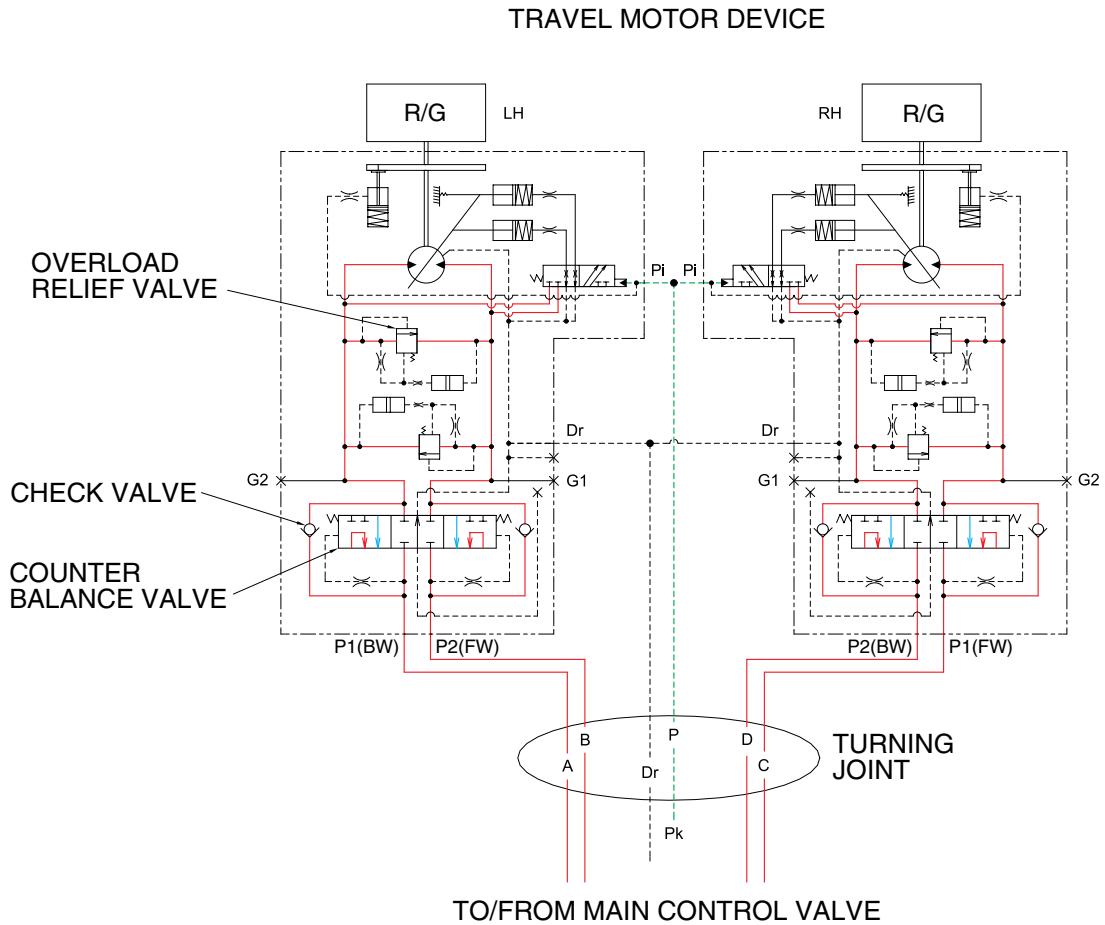 TRAVEL MOTOR DEVICE
R/G
LH
RH
R/G
OVERLOAD
RELIEF VALVE
Pi
Pi
Dr
Dr
G2
G1
G1
G2
CHECK VALVE
COUNTER
BALANCE VALVE
P1(BW)
P2(FW)
P2(BW)
P1(FW)
B
P
D
A
Dr
C
TURNING
JOINT
Pk
TO/FROM MAIN CONTROL VALVE